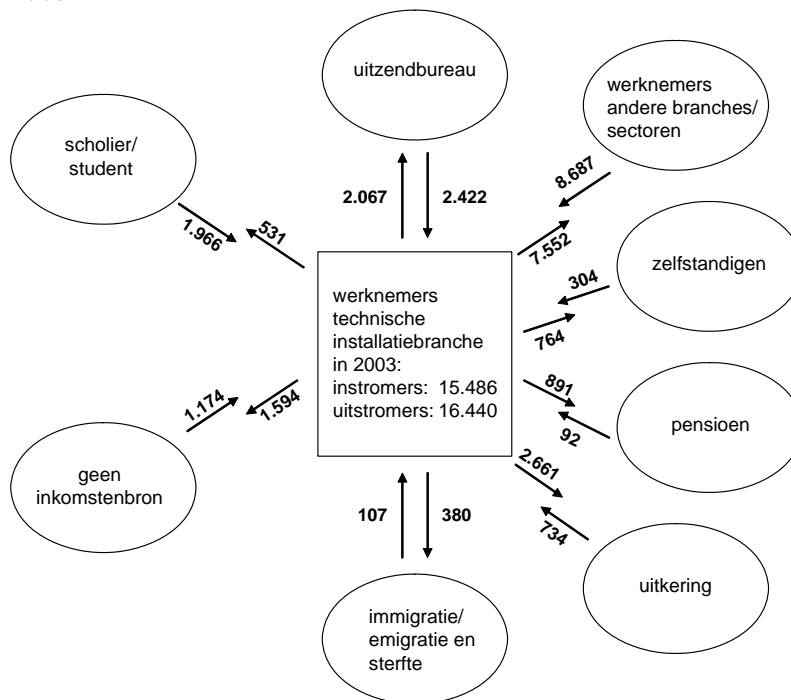 uitzendbureau
werknemers
andere branches/
sectoren
scholier/
student
8.687
2.067
2.422
7.552
1.966
531
zelfstandigen
304
764
werknemers
technische
installatiebranche
in 2003:
instromers: 15.486
uitstromers: 16.440
891
92
pensioen
1.174
1.594
geen
inkomstenbron
2.661
734
107
380
uitkering
immigratie/
emigratie en
sterfte